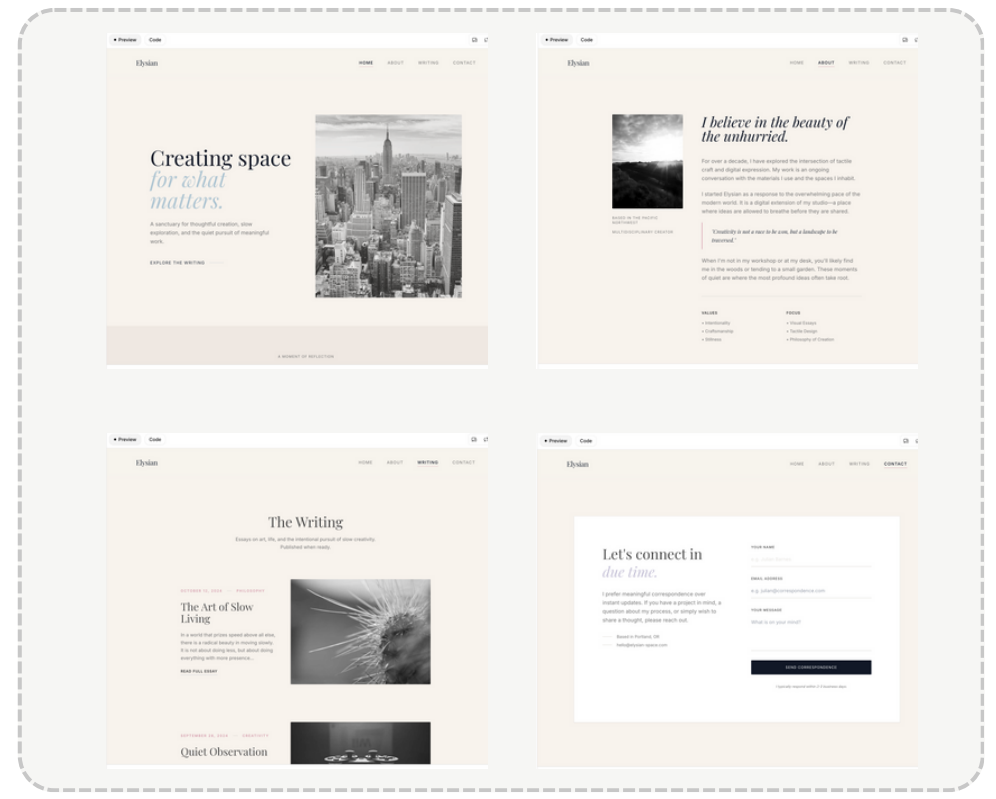 Preview Code
Elysian
HOME ABOUT WRITING CONTACT
Creating space
for what
matters.
A sanctuary for thoughtful creation, slow
exploration, and the quiet pursuit of meaningful
work.
EXPLORE THE WRITING
A MOMENT OF REFLECTION
Preview Code
Elysian
HOME ABOUT WRITING CONTACT
BASED IN THE PACIFIC
NORTHWEST
MULTIDISCIPLINARY CREATOR
I believe in the beauty of
the unhurried.
For over a decade, I have explored the intersection of tactile
craft and digital expression. My work is an ongoing
conversation with the materials I use and the spaces I inhabit.
I started Elysian as a response to the overwhelming pace of the
modern world. It is a digital extension of my studio—a place
where ideas are allowed to breathe before they are shared.
"Creativity is not a race to be won, but a landscape to be
traversed."
When I'm not in my workshop or at my desk, you'll likely find
me in the woods or tending to a small garden. These moments
of quiet are where the most profound ideas often take root.
VALUES
• Intentionality
• Craftsmanship
• Stillness
FOCUS
• Visual Essays
• Tactile Design
• Philosophy of Creation
Preview Code
Elysian
HOME ABOUT WRITING CONTACT
The Writing
Essays on art, life, and the intentional pursuit of slow creativity.
Published when ready.
OCTOBER 12, PHILOSOPHY
The Art of Slow
Living
In a world that prizes speed above all else,
there is a radical beauty in moving slowly.
It is not about doing less, but about doing
everything with more presence...
READ FULL ESSAY
SEPTEMBER 28, CREATIVITY
Quiet Observation
Preview Code
Elysian
HOME ABOUT WRITING CONTACT
Let's connect in
due time.
I prefer meaningful correspondence over
instant updates. If you have a project in mind, a
question about my process, or simply wish to
share a thought, please reach out.
Based in Portland, OR
hello@elysian-space.com
YOUR NAME
EMAIL ADDRESS
e.g. julian@correspondence.com
YOUR MESSAGE
What is on your mind?
SEND CORRESPONDENCE